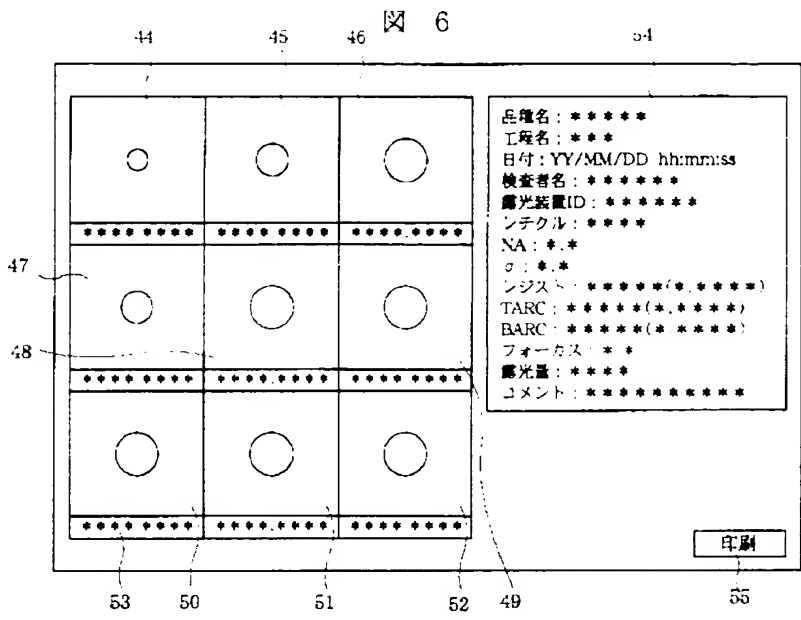 図 6
44 45 46 54
品種名：＊＊＊＊＊
工程名：＊＊＊
日付：YY/MM/DD hh:mm:ss
検査者名：＊＊＊＊＊＊
露光装置ID：＊＊＊＊＊＊
レチクル：＊＊＊＊
NA：＊.＊
σ：＊.＊
レジスト：＊＊＊＊＊(＊.＊＊＊＊)
TARC：＊＊＊＊＊(＊.＊＊＊＊)
BARC：＊＊＊＊＊(＊.＊＊＊＊)
フォーカス：＊.＊
露光量：＊＊＊＊
コメント：＊＊＊＊＊＊＊＊＊＊
＊＊＊＊.＊＊＊＊ ＊＊＊＊.＊＊＊＊ ＊＊＊＊.＊＊＊＊
47
48
＊＊＊＊.＊＊＊＊ ＊＊＊＊.＊＊＊＊ ＊＊＊＊.＊＊＊＊
＊＊＊＊.＊＊＊＊ ＊＊＊＊.＊＊＊＊ ＊＊＊＊.＊＊＊＊
印刷
53 50 51 52 49 55